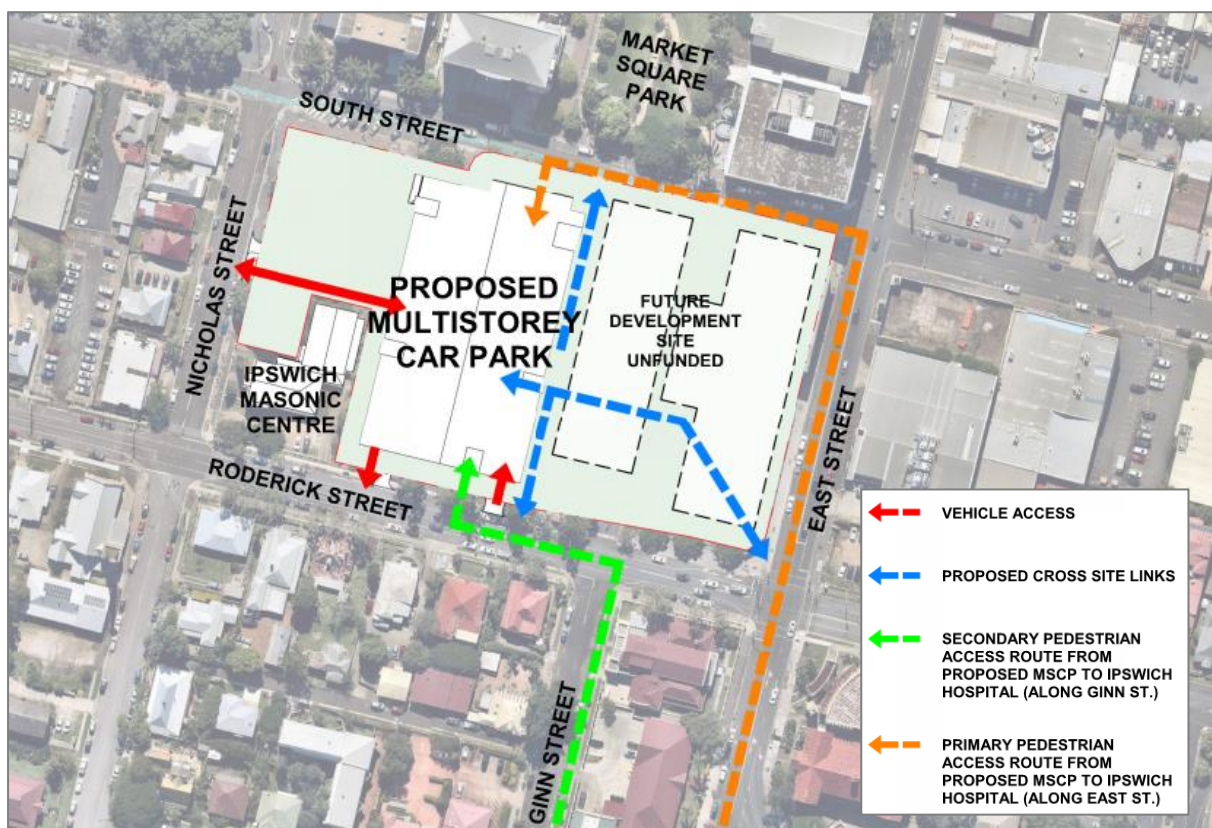 MARKET
SQUARE
PARK
SOUTH STREET
NICHOLAS STREET
PROPOSED
MULTISTOREY
CAR PARK
FUTURE
DEVELOPMENT
SITE
UNFUNDED
IPSWICH
MASONIC
CENTRE
RODERICK STREET
EAST STREET
GINN STREET
VEHICLE ACCESS
PROPOSED CROSS SITE LINKS
SECONDARY PEDESTRIAN
ACCESS ROUTE FROM
PROPOSED MSCP TO IPSWICH
HOSPITAL (ALONG GINN ST.)
PRIMARY PEDESTRIAN
ACCESS ROUTE FROM
PROPOSED MSCP TO IPSWICH
HOSPITAL (ALONG EAST ST.)